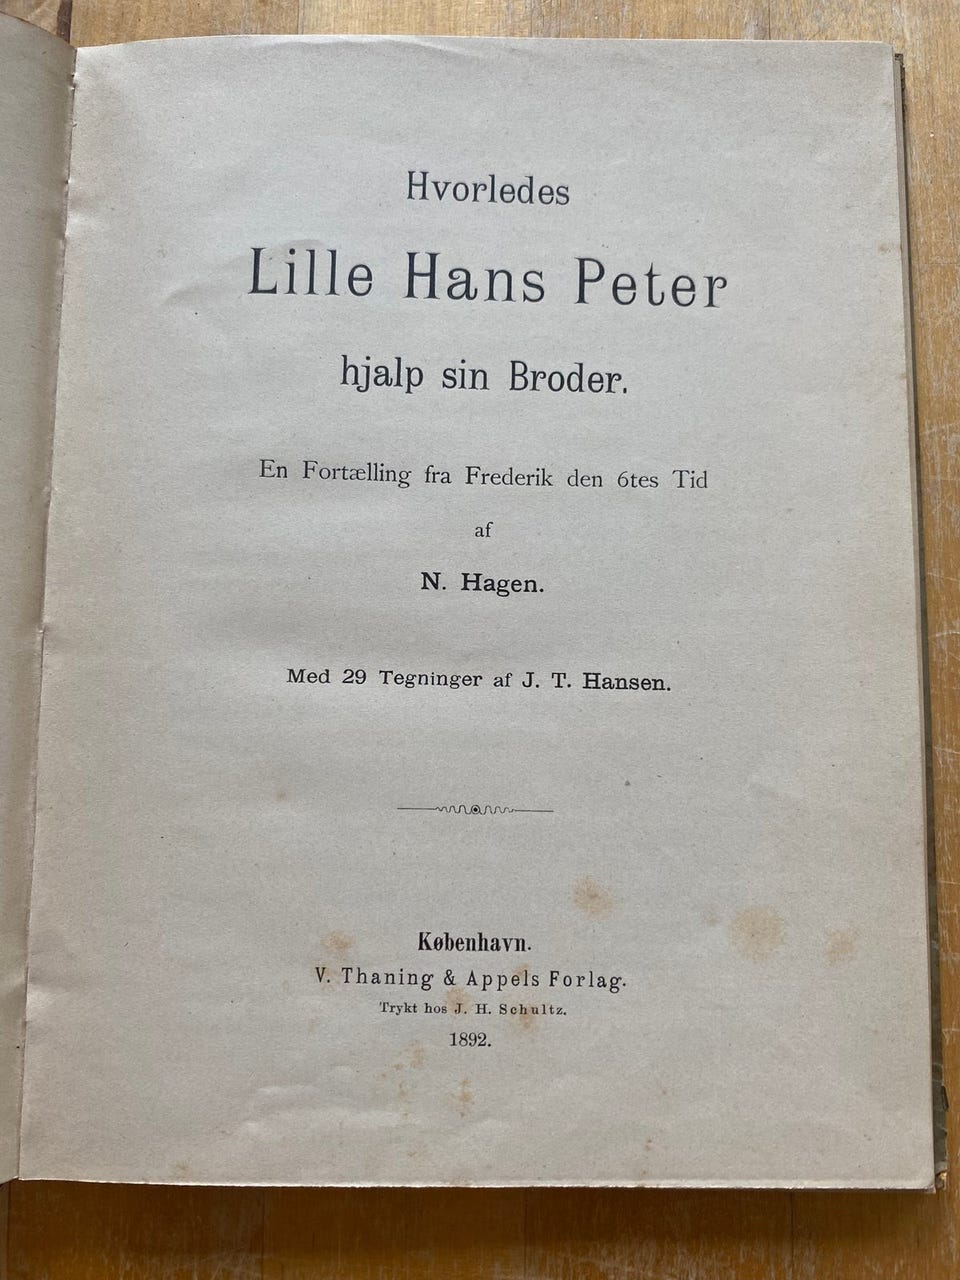 Hvorledes
Lille Hans Peter
hjalp sin Broder.
En Fortælling fra Frederik den 6tes Tid
af
N. Hagen.
Med 29 Tegninger af J. T. Hansen.
København.
V. Thaning & Appels Forlag.
Trykt hos J. H. Schultz.
1892.